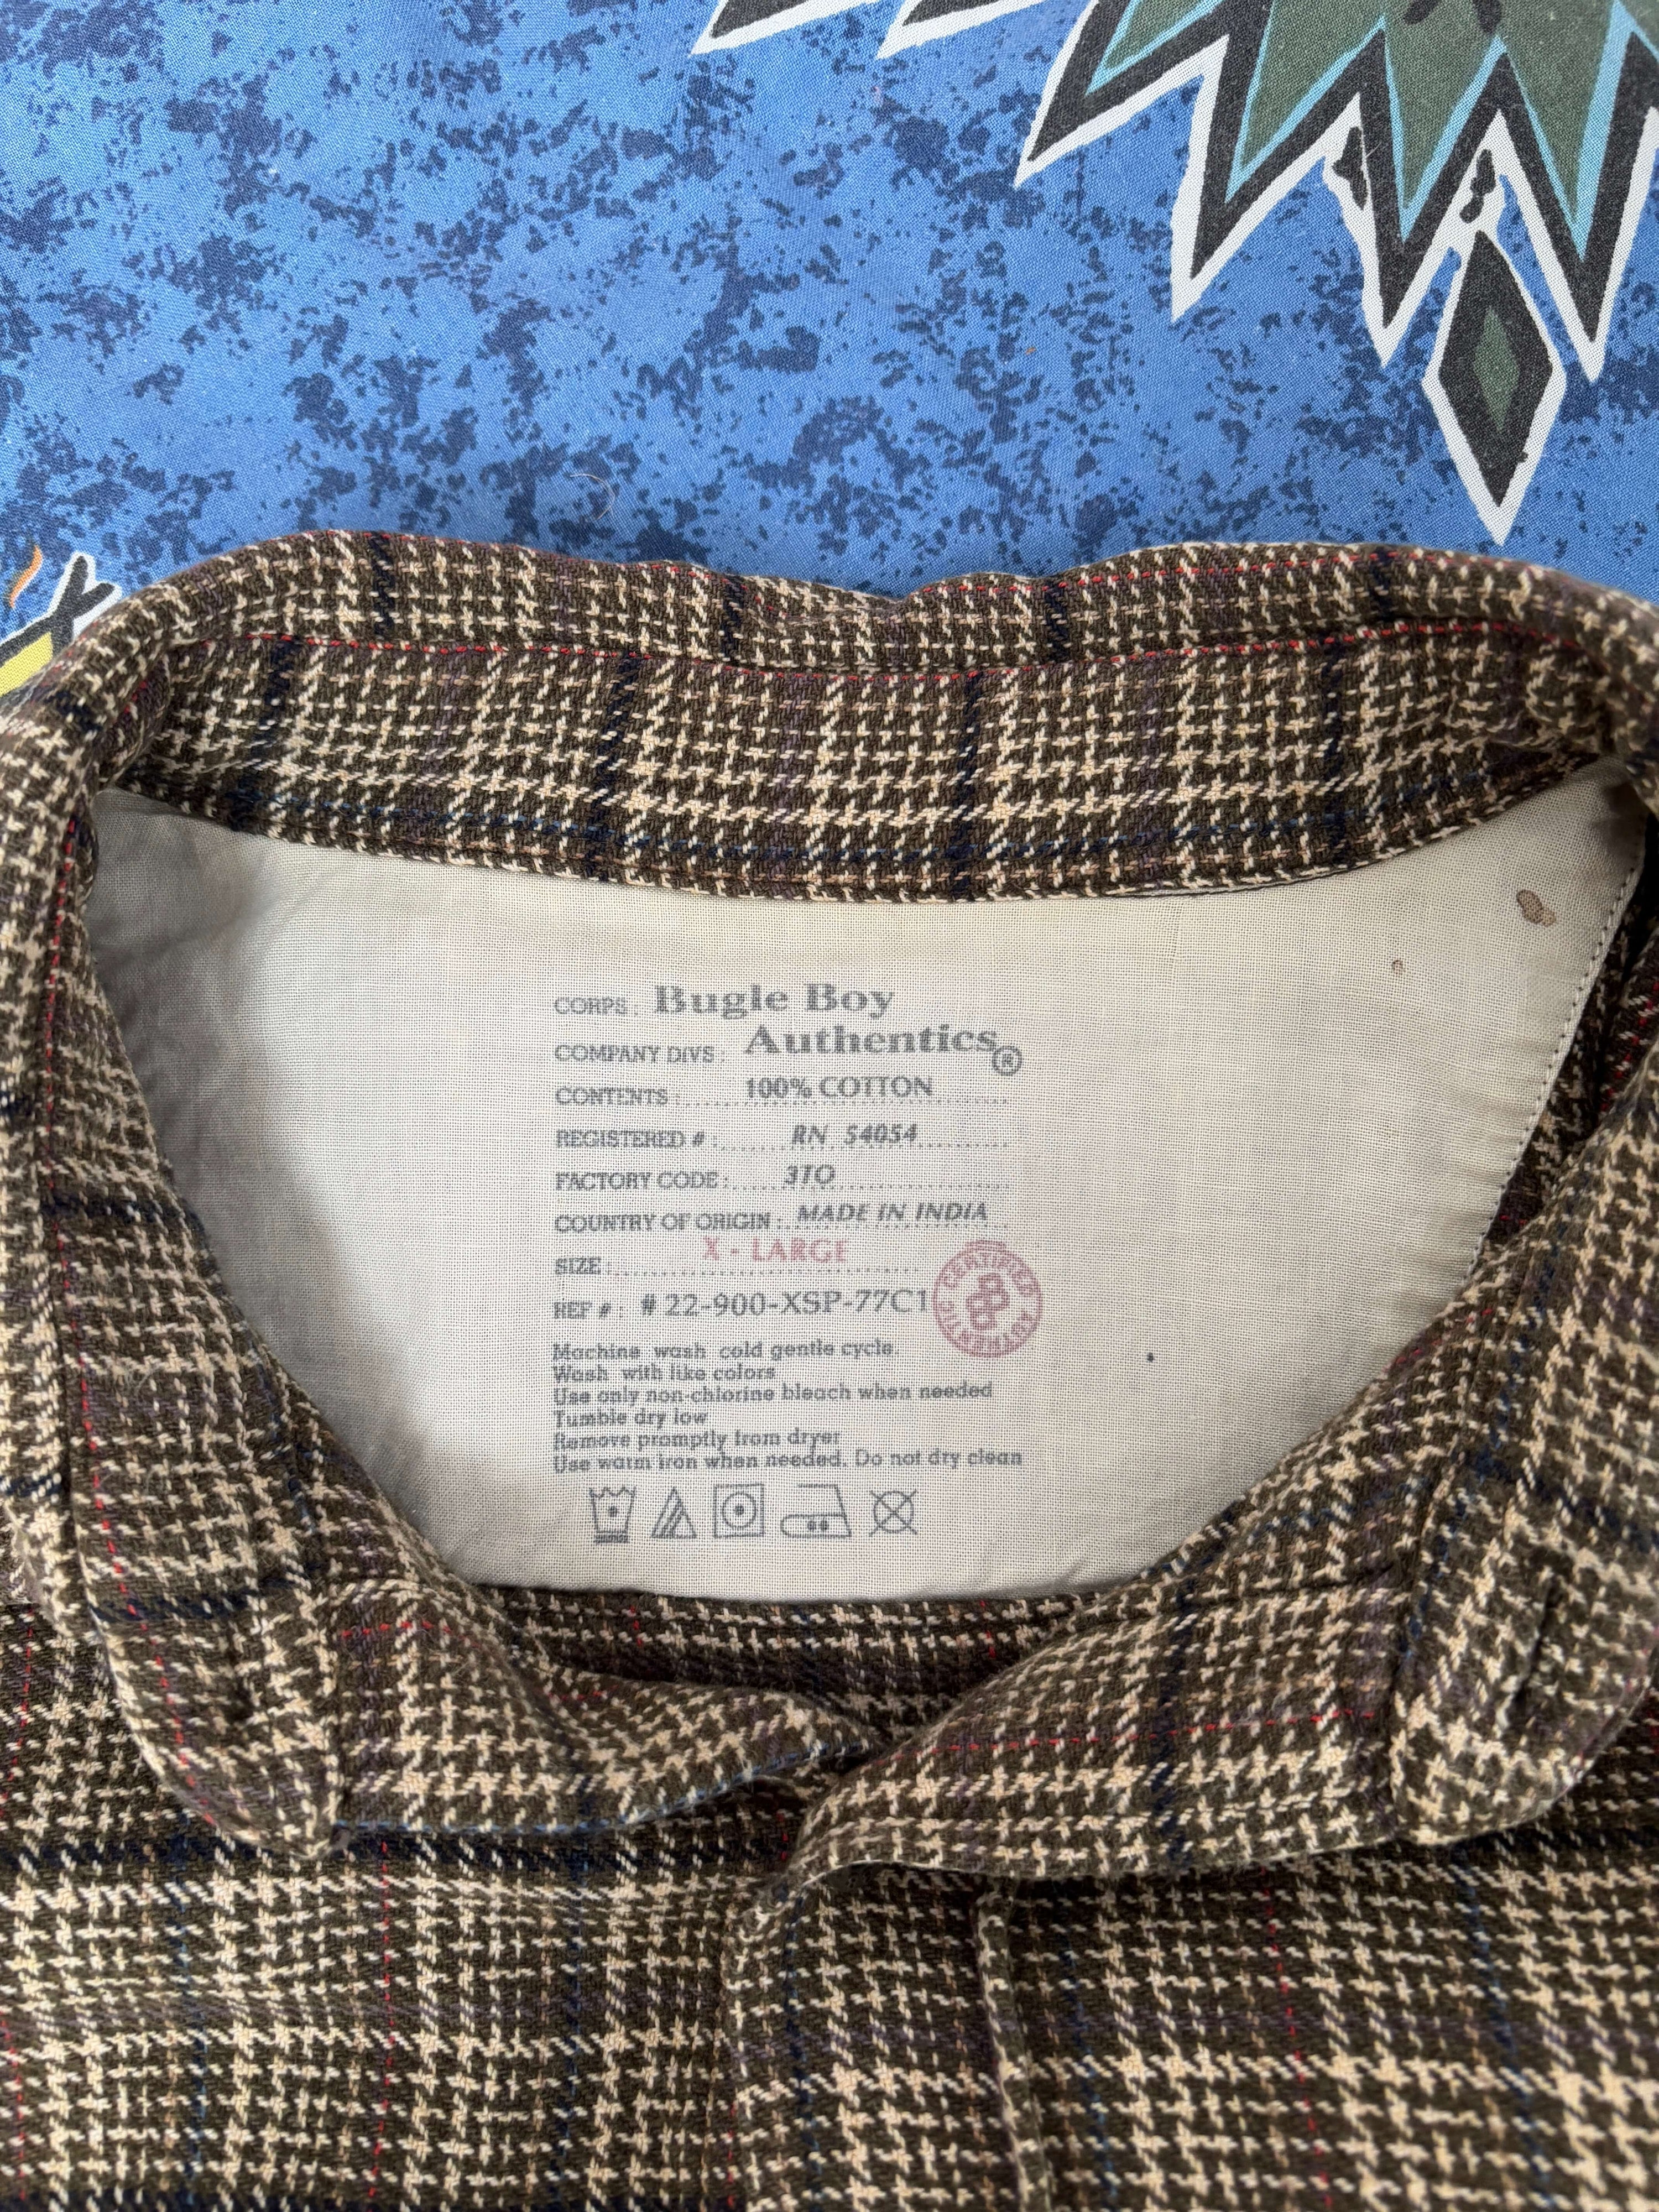 CORPS: Bugle Boy
COMPANY DIVS: Authentics®
CONTENTS: ...... 100% COTTON ..........
REGISTERED #: ....... RN 54054 ..........
FACTORY CODE: ...... 3TO ....................
COUNTRY OF ORIGIN: . MADE IN INDIA
SIZE: X - LARGE
REF #: # 22-900-XSP-77C1
CERTIFIED AUTHENTIC
Machine wash cold gentle cycle.
Wash with like colors
Use only non-chlorine bleach when needed
Tumble dry low
Remove promptly from dryer
Use warm iron when needed. Do not dry clean